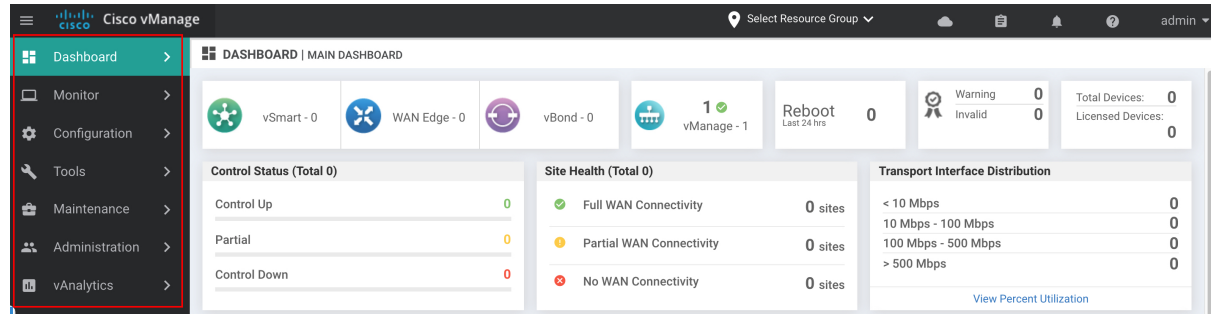 cisco Cisco vManage Select Resource Group admin
Dashboard
Monitor
Configuration
Tools
Maintenance
Administration
vAnalytics
DASHBOARD | MAIN DASHBOARD
vSmart - 0 WAN Edge - 0 vBond - 0
1
vManage - 1
Reboot 0
Last 24 hrs
Warning 0
Invalid 0
Total Devices: 0
Licensed Devices:
0
Control Status (Total 0)
Control Up 0
Partial 0
Control Down 0
Site Health (Total 0)
Full WAN Connectivity 0 sites
Partial WAN Connectivity 0 sites
No WAN Connectivity 0 sites
Transport Interface Distribution
< 10 Mbps 0
10 Mbps - 100 Mbps 0
100 Mbps - 500 Mbps 0
> 500 Mbps 0
View Percent Utilization